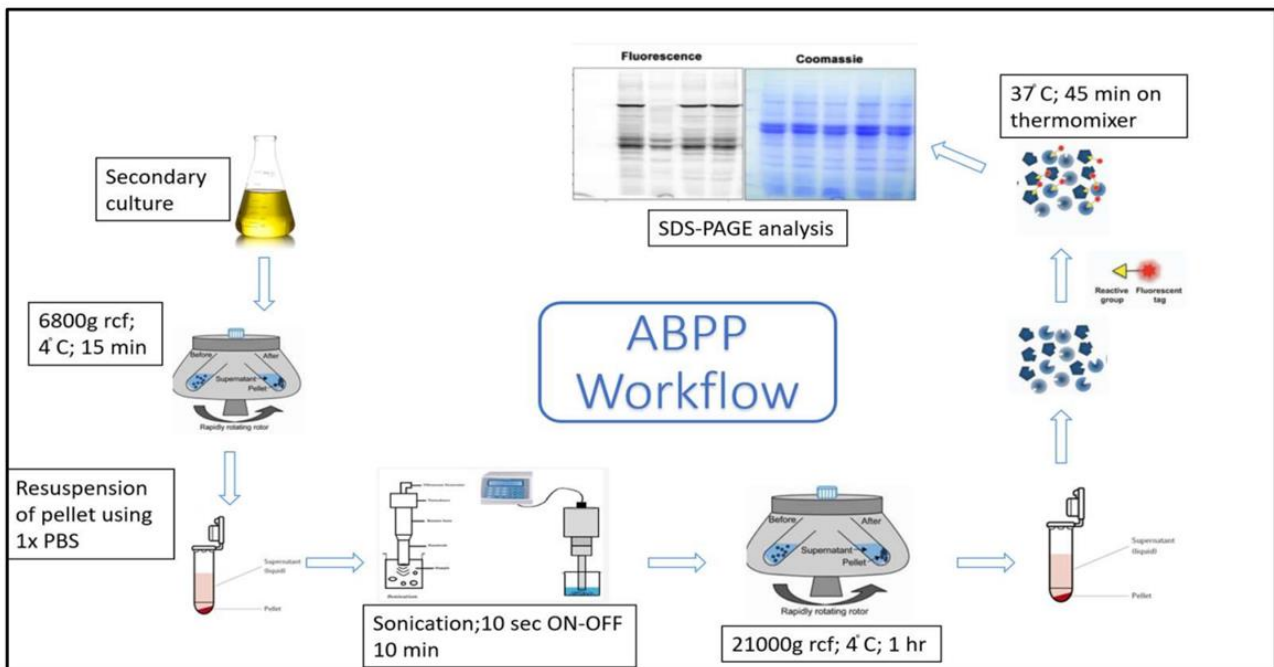 Secondary
culture
6800g rcf;
4°C; 15 min
Before
After
Supernatant
Pellet
Rapidly rotating rotor
Resuspension
of pellet using
1x PBS
Supernatant
(liquid)
Pellet
Sonication;10 sec ON-OFF
10 min
Before
After
Supernatant
Pellet
Rapidly rotating rotor
21000g rcf; 4°C; 1 hr
Supernatant
(liquid)
Pellet
Reactive
group
Fluorescent
tag
37°C; 45 min on
thermomixer
Fluorescence
Coomassie
SDS-PAGE analysis
ABPP
Workflow